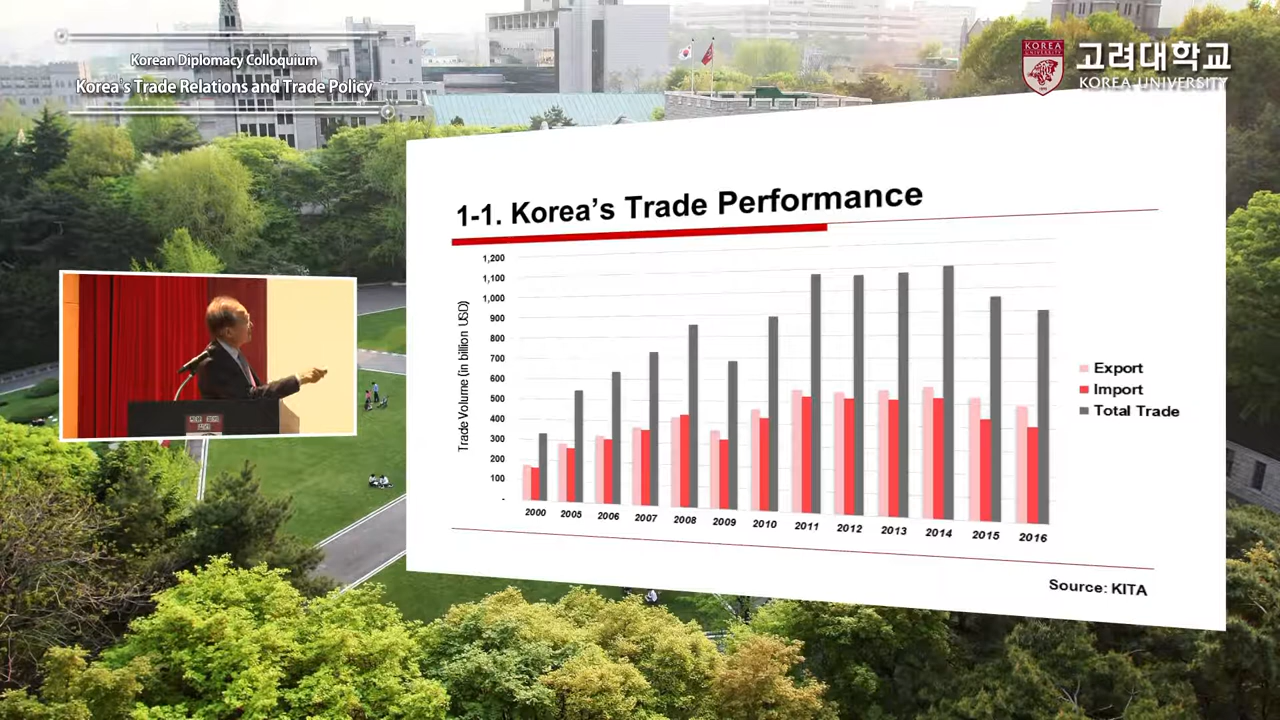 Korean Diplomacy Colloquium
Korea's Trade Relations and Trade Policy
KOREA
고려대학교
KOREA UNIVERSITY
1-1. Korea's Trade Performance
Trade Volume (in billion USD)
1,200
1,100
1,000
900
800
700
600
500
400
300
200
100
-
2000 2005 2006 2007 2008 2009 2010 2011 2012 2013 2014 2015 2016
Export
Import
Total Trade
Source: KITA